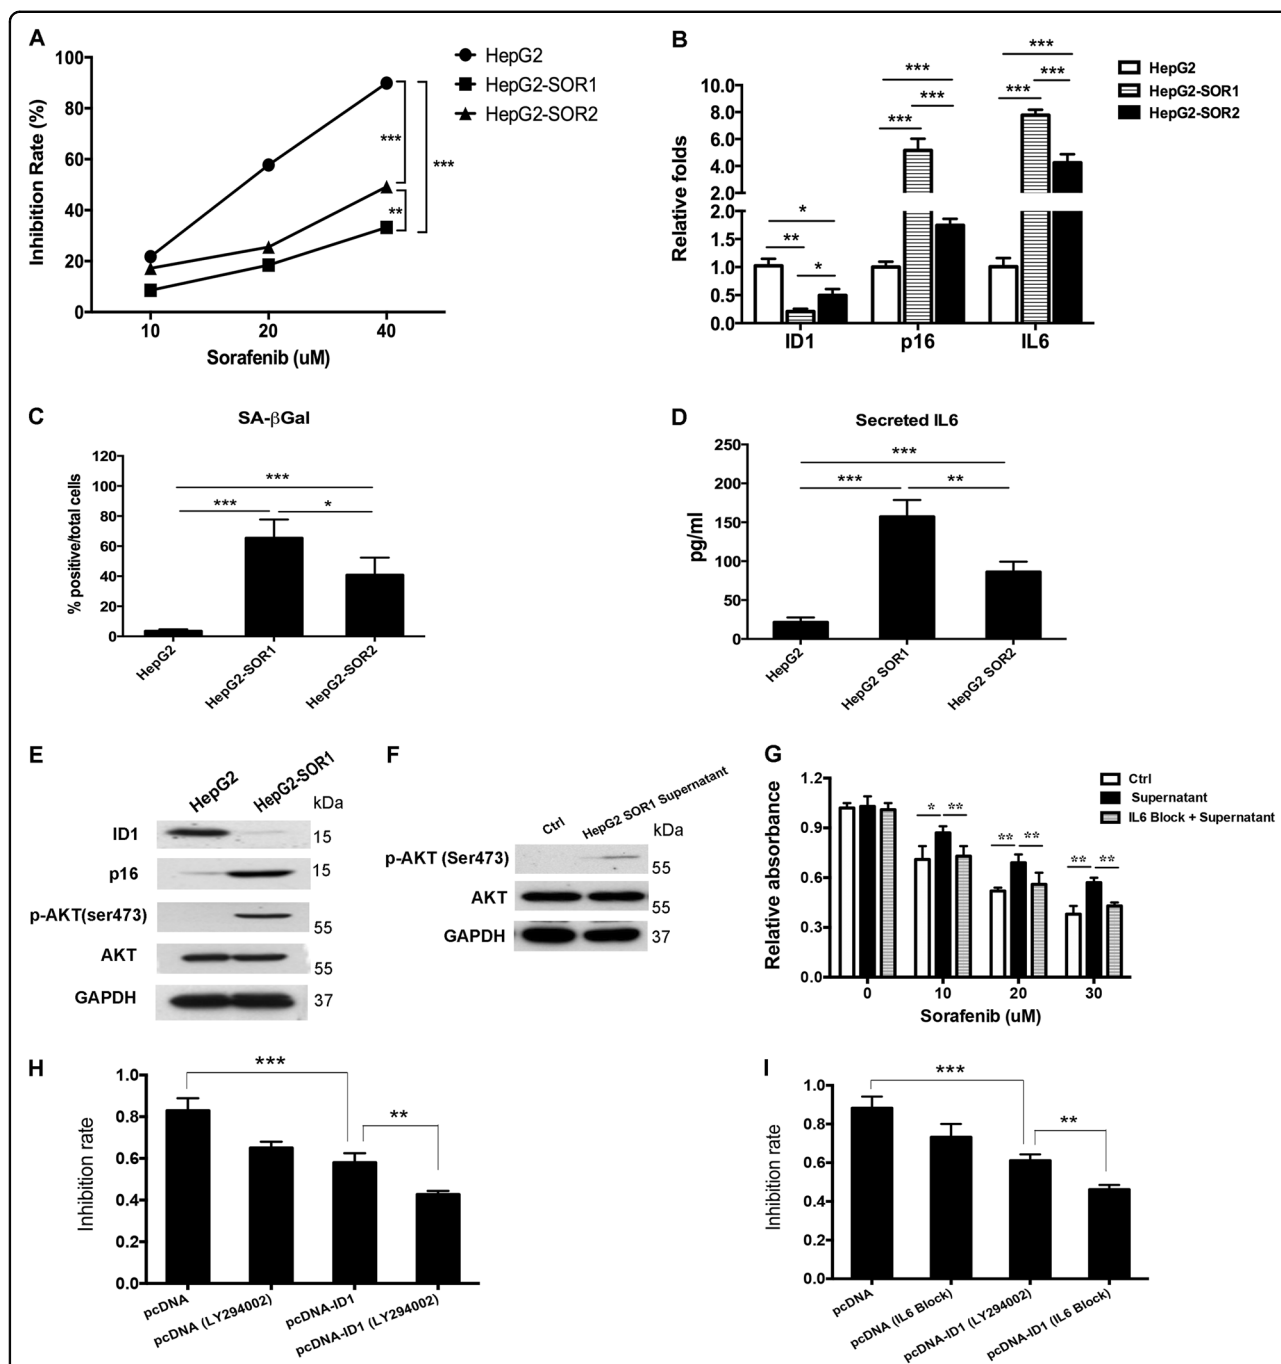 A
HepG2
HepG2-SOR1
HepG2-SOR2
***
***
**
Inhibition Rate (%)
100
80
60
40
20
0
10 20 40
Sorafenib (uM)
B
HepG2
HepG2-SOR1
HepG2-SOR2
*** ***
*** ***
*** ***
*
**
*
Relative folds
10.0
8.0
6.0
4.0
2.0
2.0
1.5
1.0
0.5
0.0
ID1 p16 IL6
C
SA-βGal
% positive/total cells
120
100
80
60
40
20
0
***
*** *
HepG2
HepG2-SOR1
HepG2-SOR2
D
Secreted IL6
pg/ml
250
200
150
100
50
0
***
*** **
HepG2
HepG2 SOR1
HepG2 SOR2
E
HepG2
HepG2-SOR1
kDa
ID1 15
p16 15
p-AKT(ser473) 55
AKT 55
GAPDH 37
F
Ctrl
HepG2 SOR1 Supernatant
kDa
p-AKT (Ser473) 55
AKT 55
GAPDH 37
G
Ctrl
Supernatant
IL6 Block + Supernatant
Relative absorbance
1.2
0.9
0.6
0.3
0.0
* **
** **
** **
0 10 20 30
Sorafenib (uM)
H
Inhibition rate
1.0
0.8
0.6
0.4
0.2
0.0
***
**
pcDNA
pcDNA (LY294002)
pcDNA-ID1
pcDNA-ID1 (LY294002)
I
Inhibition rate
1.0
0.8
0.6
0.4
0.2
0.0
***
**
pcDNA
pcDNA (IL6 Block)
pcDNA-ID1 (LY294002)
pcDNA-ID1 (IL6 Block)